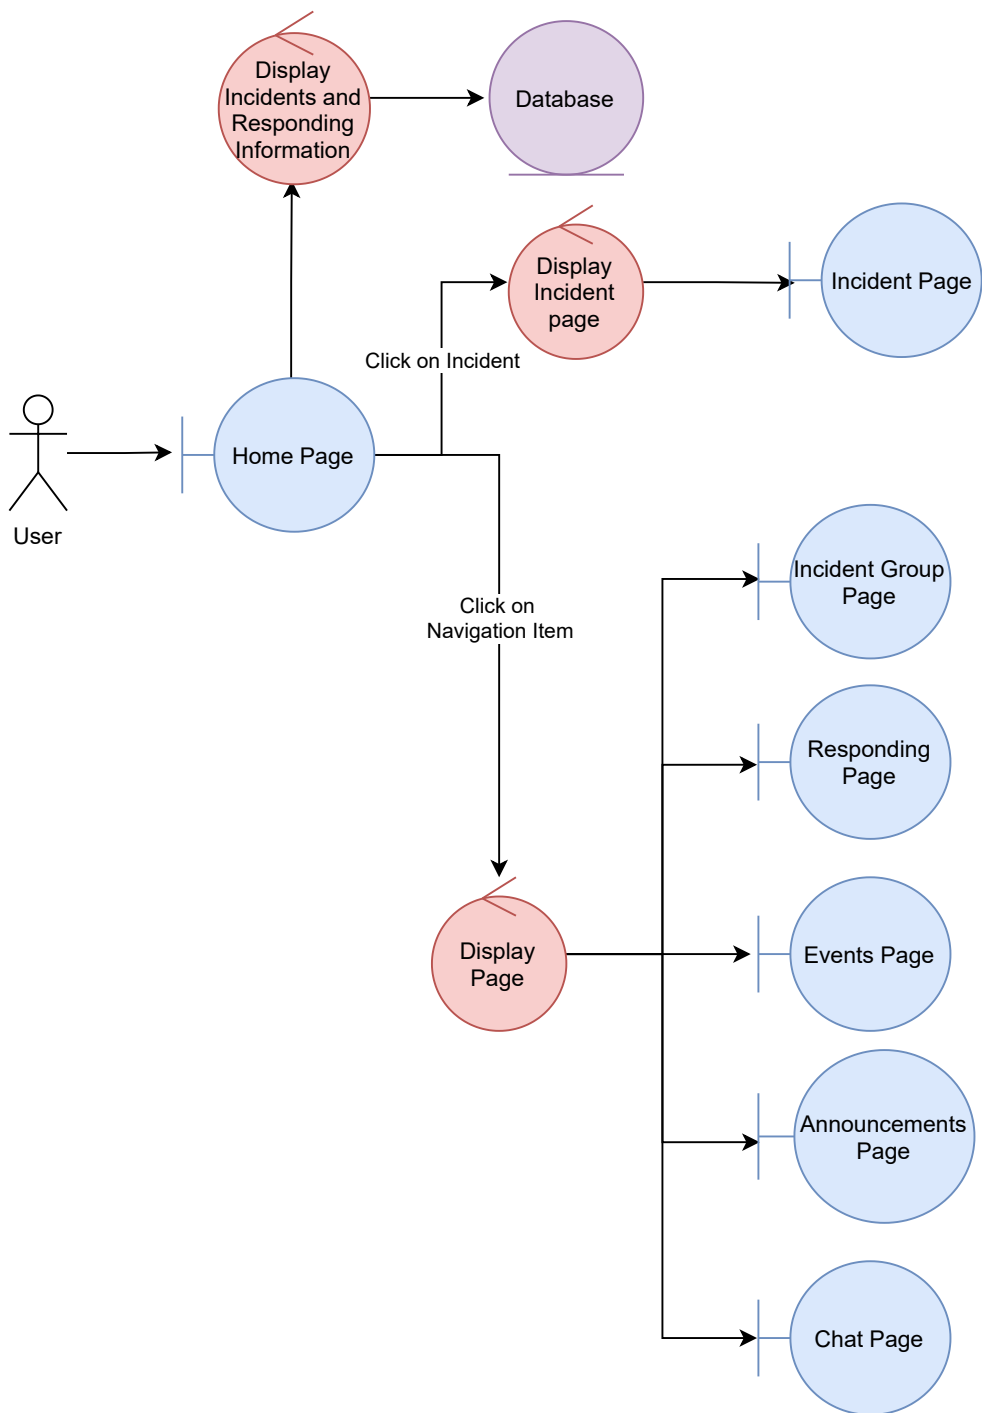 Display
Incidents and
Responding
Information
Database
Display
Incident
page
Incident Page
Click on Incident
Home Page
User
Click on
Navigation Item
Incident Group
Page
Responding
Page
Display
Page
Events Page
Announcements
Page
Chat Page